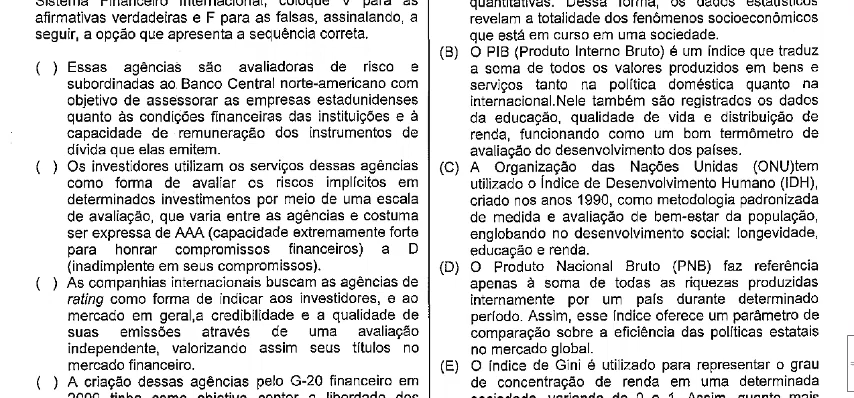 Sistema Financeiro Internacional, coloque V para as
afirmativas verdadeiras e F para as falsas, assinalando, a
seguir, a opção que apresenta a sequência correta.
( ) Essas agências são avaliadoras de risco e
subordinadas ao Banco Central norte-americano com
objetivo de assessorar as empresas estadunidenses
quanto às condições financeiras das instituições e à
capacidade de remuneração dos instrumentos de
dívida que elas emitem.
( ) Os investidores utilizam os serviços dessas agências
como forma de avaliar os riscos implícitos em
determinados investimentos por meio de uma escala
de avaliação, que varia entre as agências e costuma
ser expressa de AAA (capacidade extremamente forte
para honrar compromissos financeiros) a D
(inadimplente em seus compromissos).
( ) As companhias internacionais buscam as agências de
rating como forma de indicar aos investidores, e ao
mercado em geral,a credibilidade e a qualidade de
suas emissões através de uma avaliação
independente, valorizando assim seus títulos no
mercado financeiro.
( ) A criação dessas agências pelo G-20 financeiro em
quantitativas. Dessa forma, os dados estatísticos
revelam a totalidade dos fenômenos socioeconômicos
que está em curso em uma sociedade.
(B) O PIB (Produto Interno Bruto) é um índice que traduz
a soma de todos os valores produzidos em bens e
serviços tanto na política doméstica quanto na
internacional.Nele também são registrados os dados
da educação, qualidade de vida e distribuição de
renda, funcionando como um bom termômetro de
avaliação do desenvolvimento dos países.
(C) A Organização das Nações Unidas (ONU)tem
utilizado o Índice de Desenvolvimento Humano (IDH),
criado nos anos 1990, como metodologia padronizada
de medida e avaliação de bem-estar da população,
englobando no desenvolvimento social: longevidade,
educação e renda.
(D) O Produto Nacional Bruto (PNB) faz referência
apenas à soma de todas as riquezas produzidas
internamente por um país durante determinado
período. Assim, esse índice oferece um parâmetro de
comparação sobre a eficiência das políticas estatais
no mercado global.
(E) O índice de Gini é utilizado para representar o grau
de concentração de renda em uma determinada